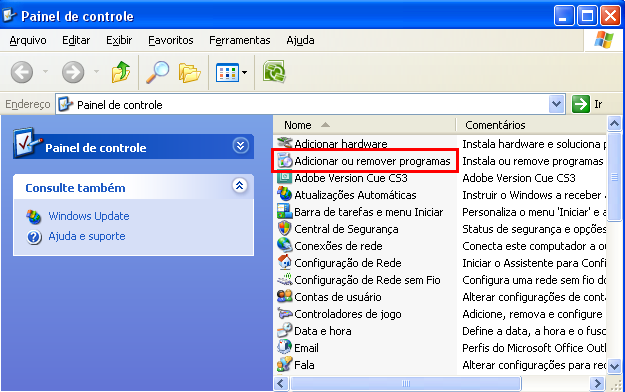 Painel de controle
Arquivo Editar Exibir Favoritos Ferramentas Ajuda
Endereço Painel de controle Ir
Painel de controle
Consulte também
Windows Update
Ajuda e suporte
Nome Comentários
Adicionar hardware Instala hardware e soluciona p
Adicionar ou remover programas Instala ou remove programas
Adobe Version Cue CS3 Adobe Version Cue CS3
Atualizações Automáticas Instruir o Windows a receber a
Barra de tarefas e menu Iniciar Personaliza o menu 'Iniciar' e a
Central de Segurança Status de segurança e opções
Conexões de rede Conecta este computador a ou
Configuração de Rede Iniciar o Assistente para Confi
Configuração de Rede sem Fio Configura uma rede sem fio do
Contas de usuário Alterar configurações de cont
Controladores de jogo Adicione, remova e configure
Data e hora Define a data, a hora e o fuso
Email Perfis do Microsoft Office Outl
Fala Alterar configurações para rec